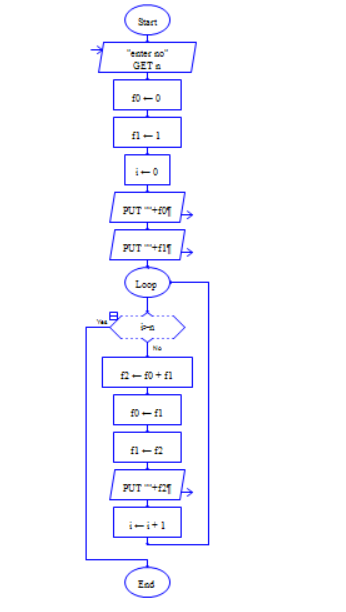 Start
"enter no"
GET n
f0 ← 0
f1 ← 1
i ← 0
PUT ""+f0¶
PUT ""+f1¶
Loop
Yes
No
f2 ← f0 + f1
f0 ← f1
f1 ← f2
PUT ""+f2¶
i ← i + 1
End